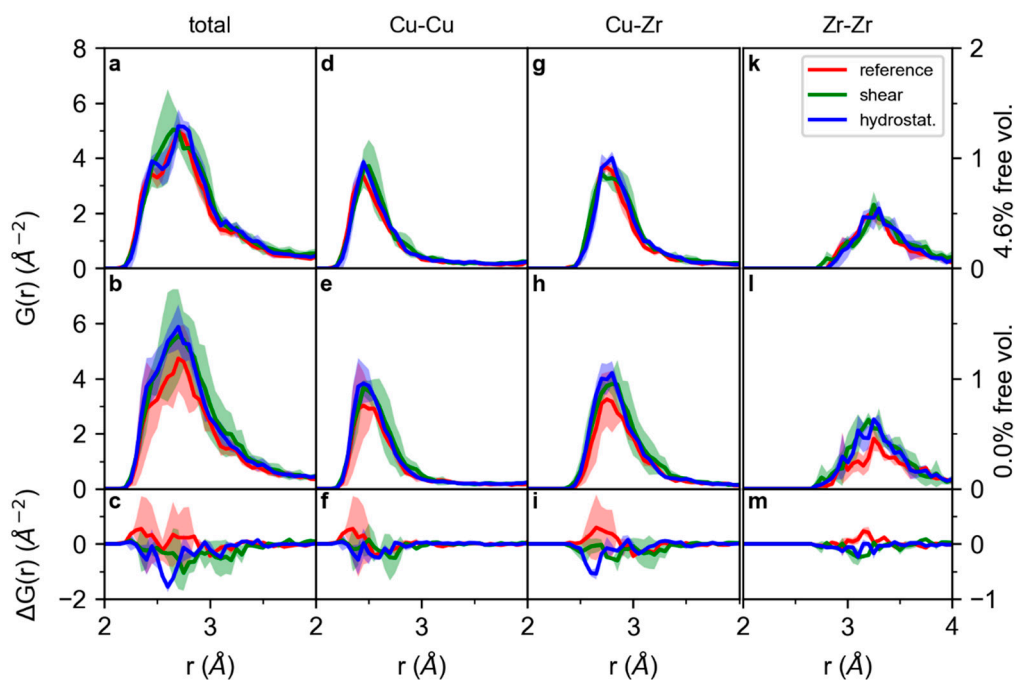 total Cu-Cu Cu-Zr Zr-Zr
8 a d g k 2
reference
shear
hydrostat.
6
4 1
2
0 0
G(r) (Å⁻²) 4.6% free vol.
b e h l
6
4 1
2
0 0
0.0% free vol.
c f i m
0 0
−2 −1
ΔG(r) (Å⁻²)
2 3 2 3 2 3 2 3 4
r (Å) r (Å) r (Å) r (Å)